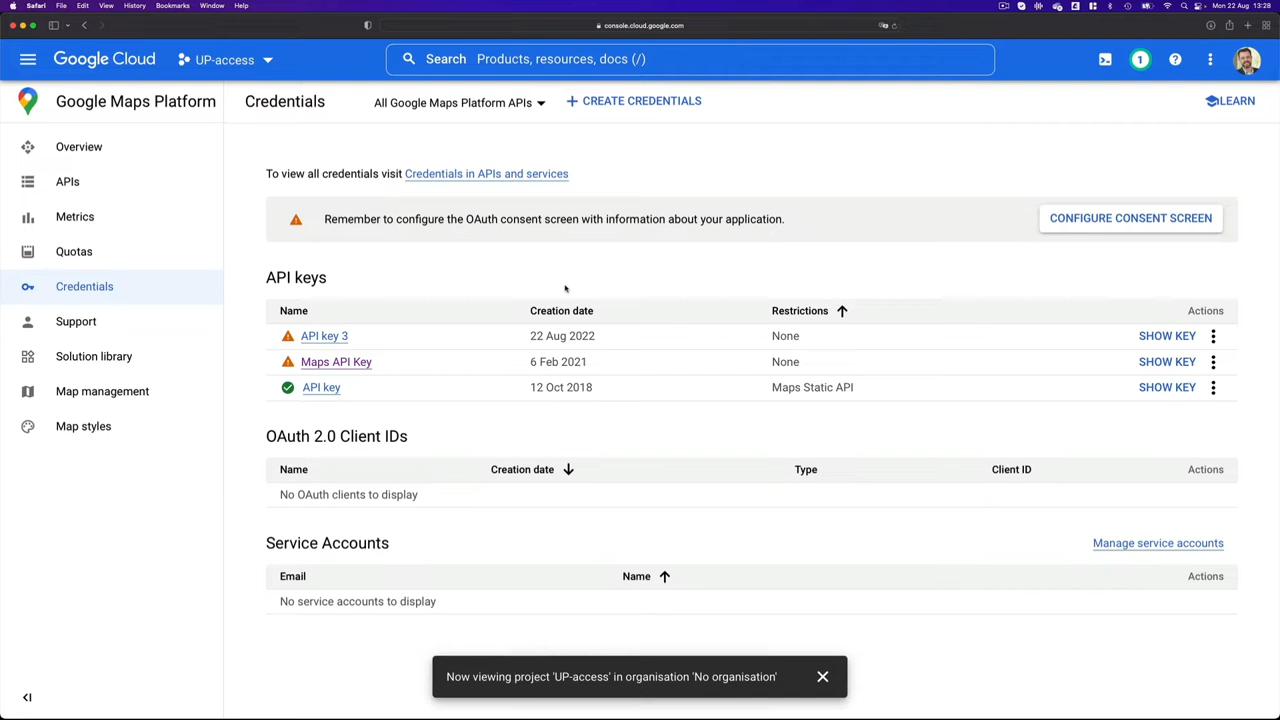 Safari File Edit View History Bookmarks Window Help Mon 22 Aug 13:28
console.cloud.google.com
Google Cloud UP-access Search Products, resources, docs (/) 1
Google Maps Platform Credentials All Google Maps Platform APIs CREATE CREDENTIALS LEARN
Overview
APIs
Metrics
Quotas
Credentials
Support
Solution library
Map management
Map styles
To view all credentials visit Credentials in APIs and services
Remember to configure the OAuth consent screen with information about your application. CONFIGURE CONSENT SCREEN
API keys
Name Creation date Restrictions Actions
API key 3 22 Aug 2022 None SHOW KEY
Maps API Key 6 Feb 2021 None SHOW KEY
API key 12 Oct 2018 Maps Static API SHOW KEY
OAuth 2.0 Client IDs
Name Creation date Type Client ID Actions
No OAuth clients to display
Service Accounts Manage service accounts
Email Name Actions
No service accounts to display
Now viewing project 'UP-access' in organisation 'No organisation'